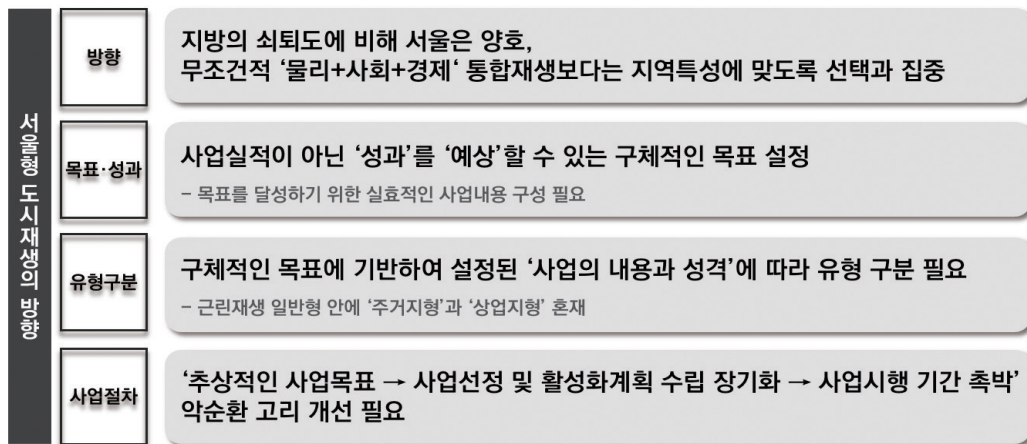 서울형 도시재생의 방향
방향
지방의 쇠퇴도에 비해 서울은 양호,
무조건적 ‘물리+사회+경제‘ 통합재생보다는 지역특성에 맞도록 선택과 집중
목표·성과
사업실적이 아닌 ‘성과’를 ‘예상’할 수 있는 구체적인 목표 설정
– 목표를 달성하기 위한 실효적인 사업내용 구성 필요
유형구분
구체적인 목표에 기반하여 설정된 ‘사업의 내용과 성격’에 따라 유형 구분 필요
– 근린재생 일반형 안에 ‘주거지형’과 ‘상업지형’ 혼재
사업절차
‘추상적인 사업목표 → 사업선정 및 활성화계획 수립 장기화 → 사업시행 기간 촉박’
악순환 고리 개선 필요